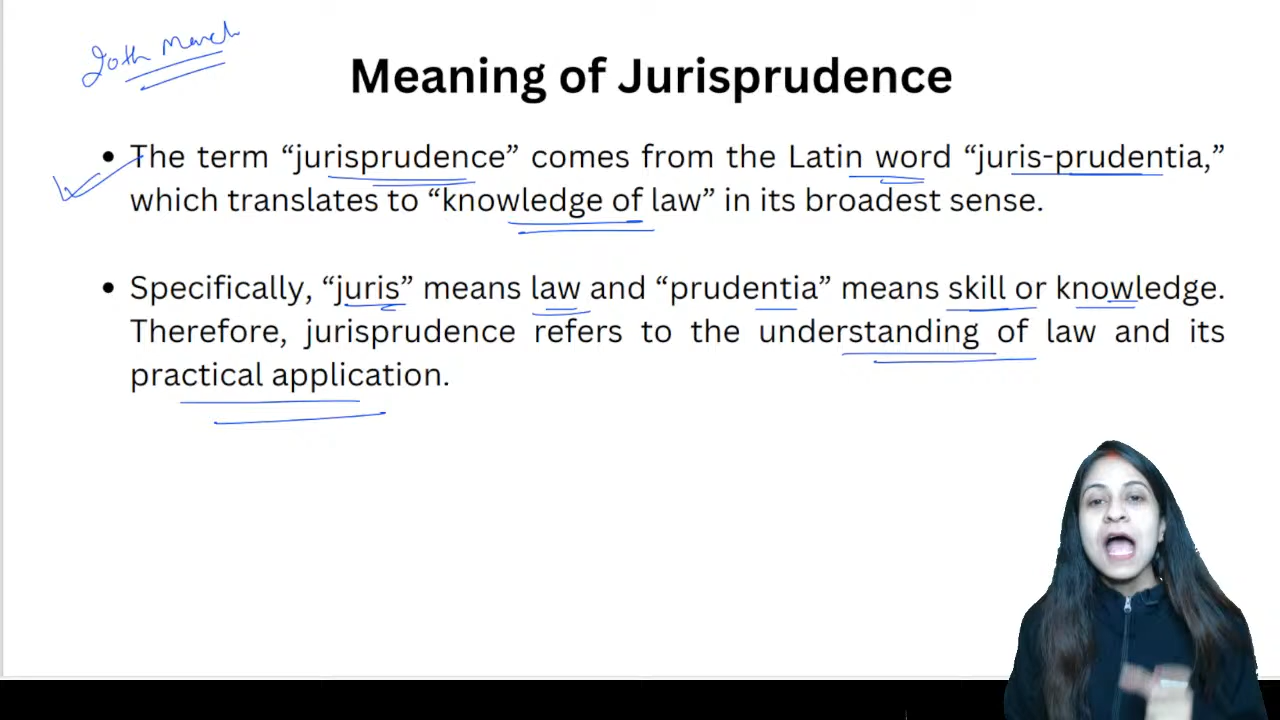 20th March
Meaning of Jurisprudence
• The term “jurisprudence” comes from the Latin word “juris-prudentia,”
which translates to “knowledge of law” in its broadest sense.
• Specifically, “juris” means law and “prudentia” means skill or knowledge.
Therefore, jurisprudence refers to the understanding of law and its
practical application.